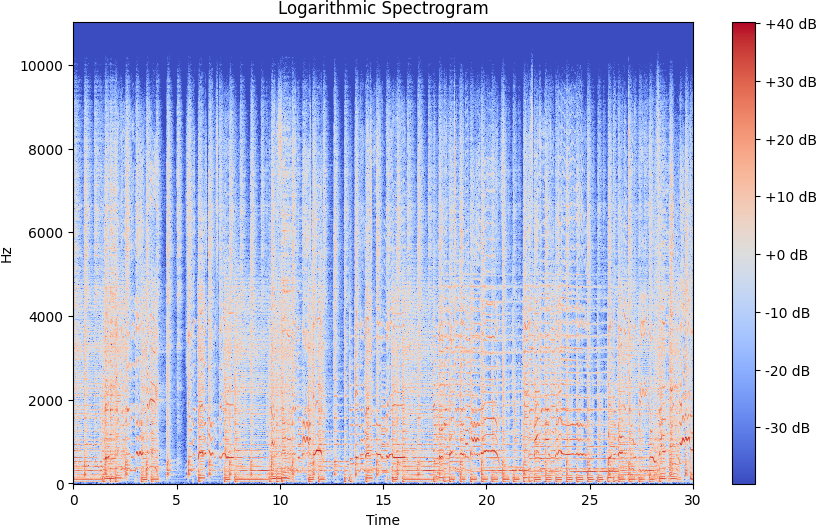 Logarithmic Spectrogram
Hz
10000
8000
6000
4000
2000
0
0 5 10 15 20 25 30
Time
+40 dB
+30 dB
+20 dB
+10 dB
+0 dB
-10 dB
-20 dB
-30 dB